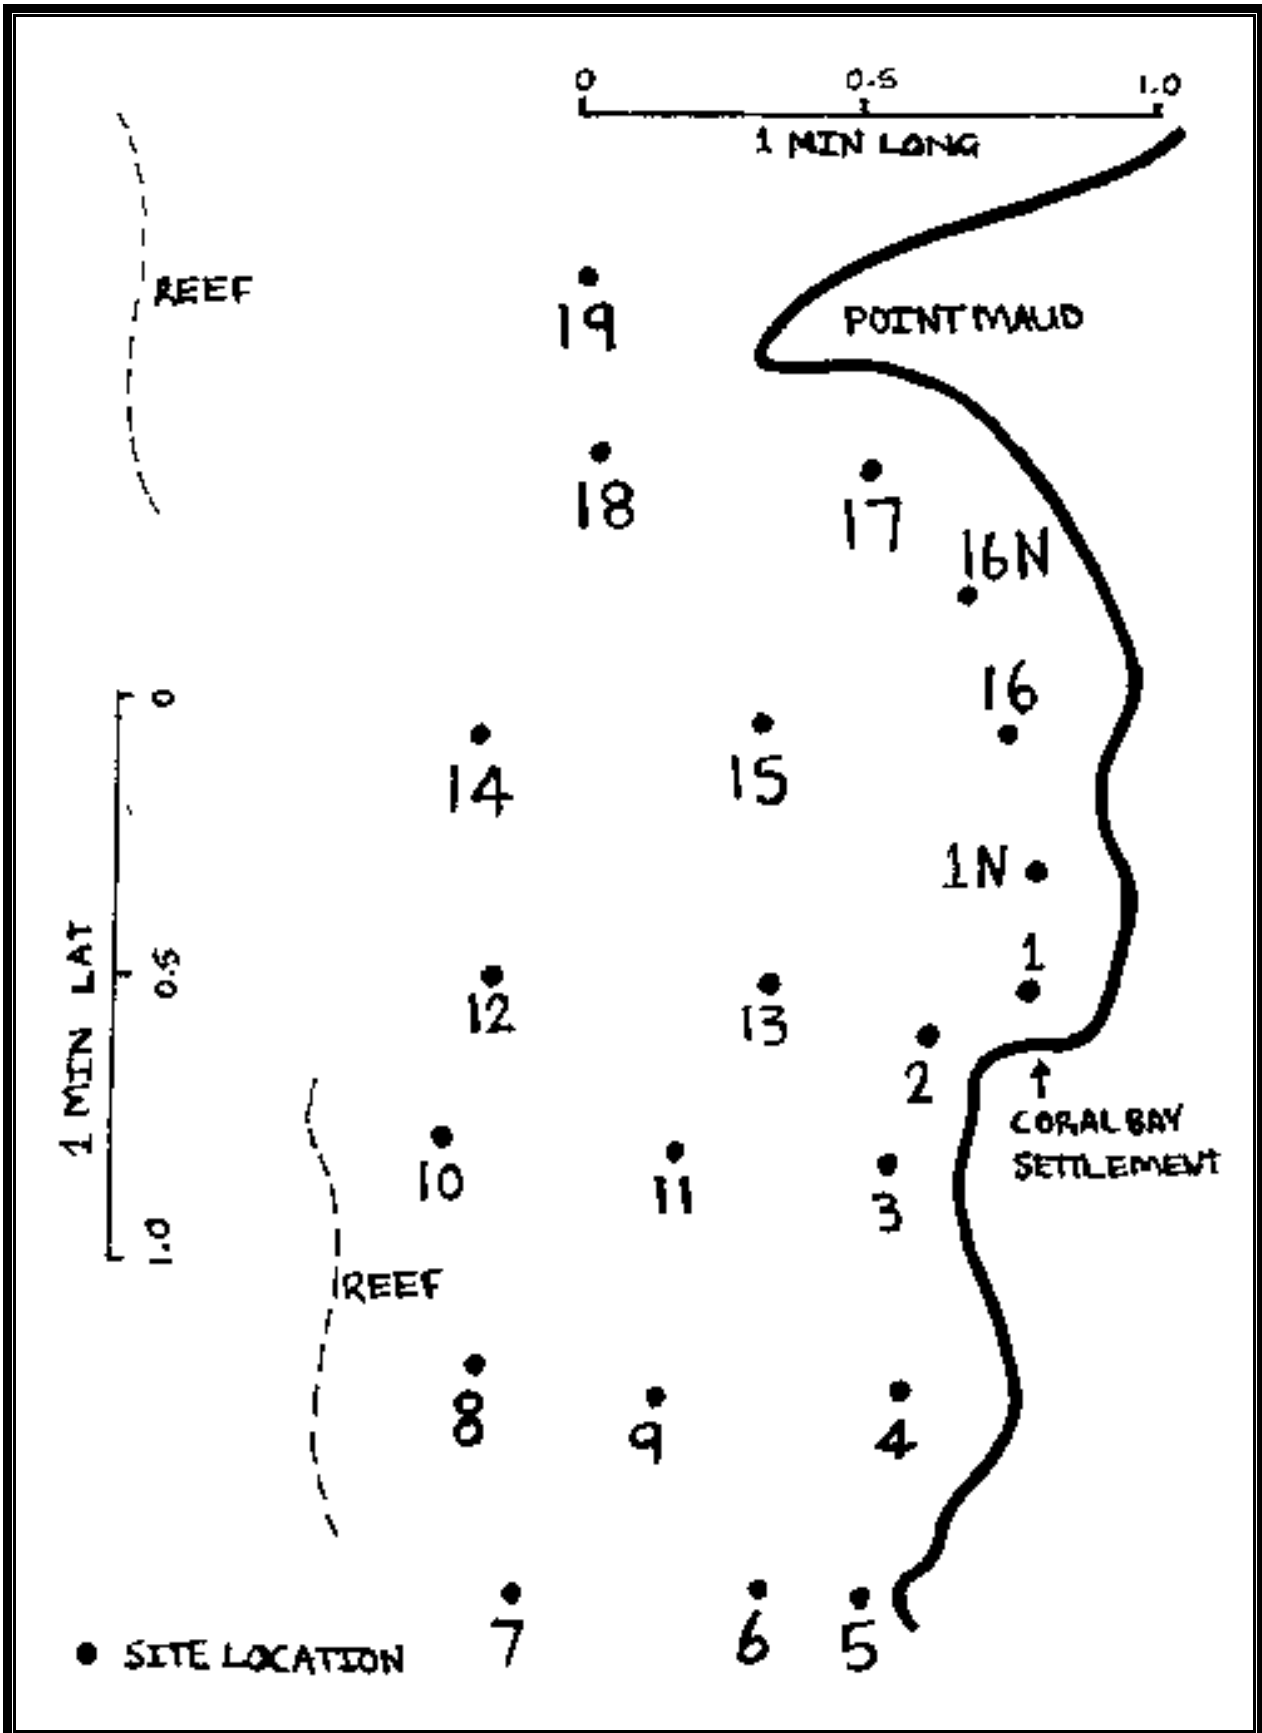 0 0.5 1.0
1 MIN LONG
REEF
19
POINT MAUD
18
17
16N
16
0
14
15
1N
1
0.5
1 MIN LAT
12
13
2
CORAL BAY
SETTLEMENT
10
11
3
1.0
REEF
8
9
4
7
6
5
SITE LOCATION